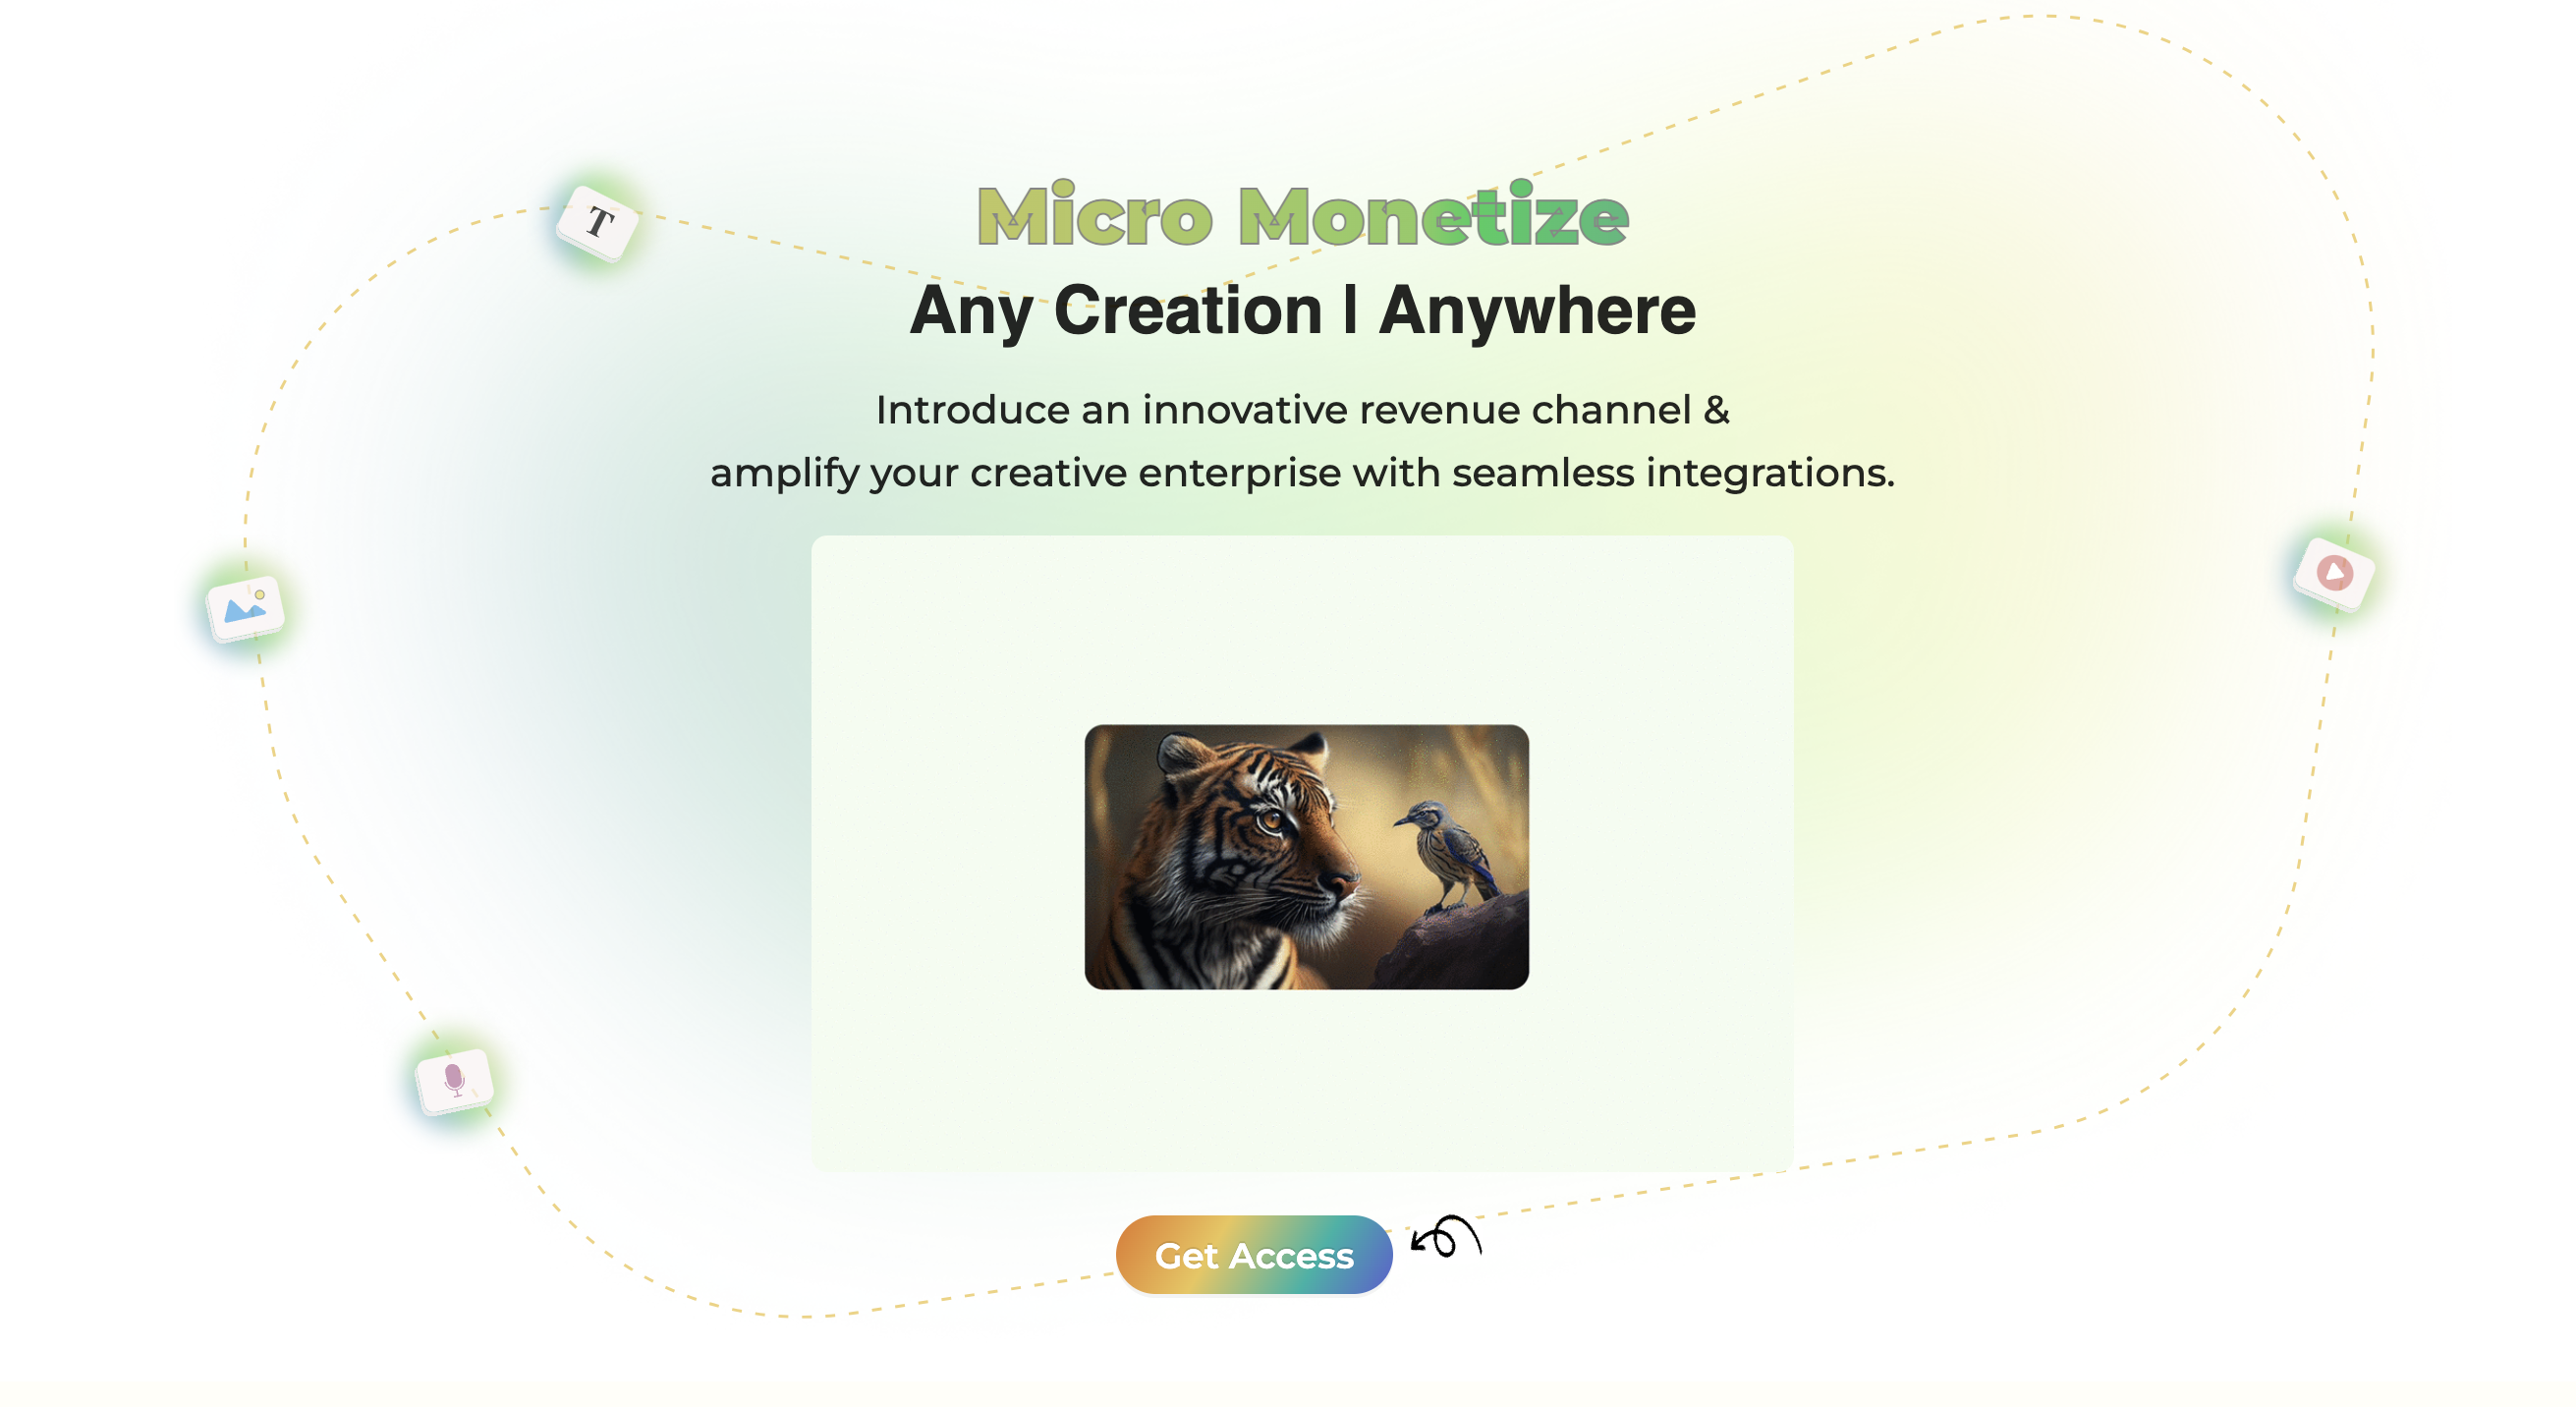 T
Micro Monetize
Any Creation | Anywhere
Introduce an innovative revenue channel &
amplify your creative enterprise with seamless integrations.
Get Access